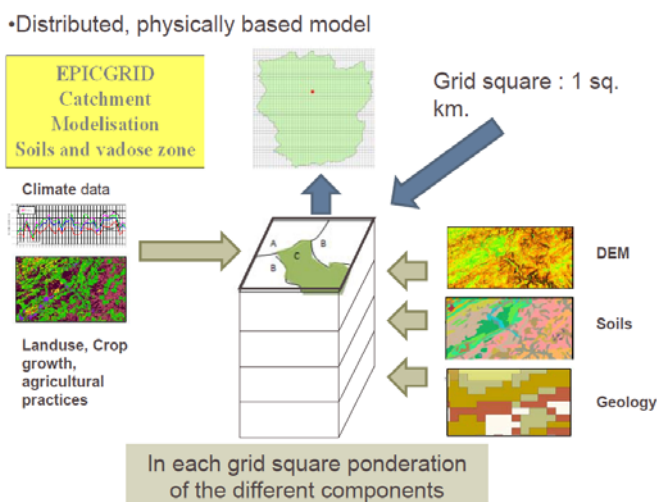 •Distributed, physically based model
EPICGRID
Catchment
Modelisation
Soils and vadose zone
Grid square : 1 sq.
km.
Climate data
Landuse, Crop
growth,
agricultural
practices
A
B
C
B
DEM
Soils
Geology
In each grid square ponderation
of the different components